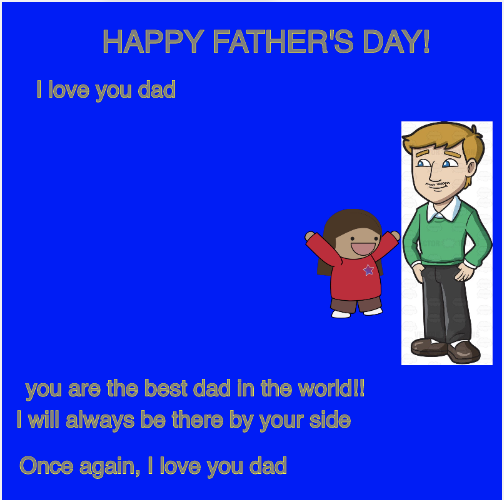 HAPPY FATHER'S DAY!
I love you dad
you are the best dad in the world!!
I will always be there by your side
Once again, I love you dad